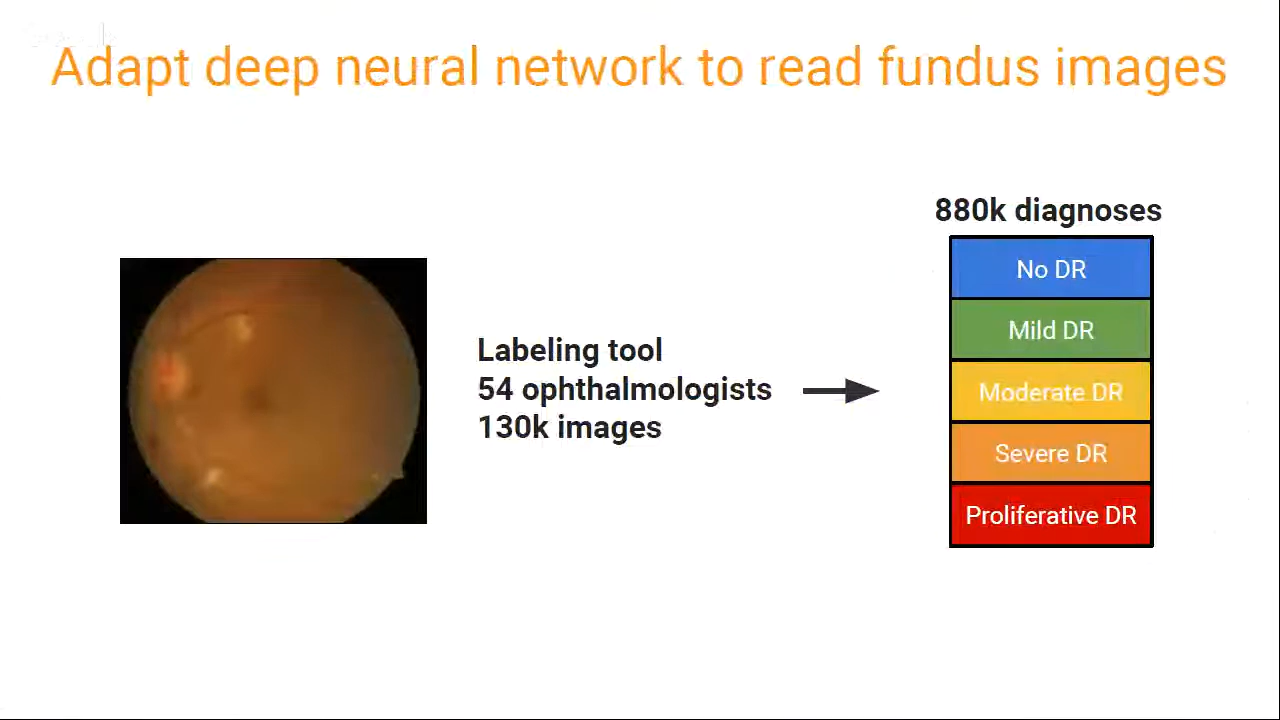 Adapt deep neural network to read fundus images
880k diagnoses
No DR
Mild DR
Moderate DR
Severe DR
Proliferative DR
Labeling tool
54 ophthalmologists
130k images